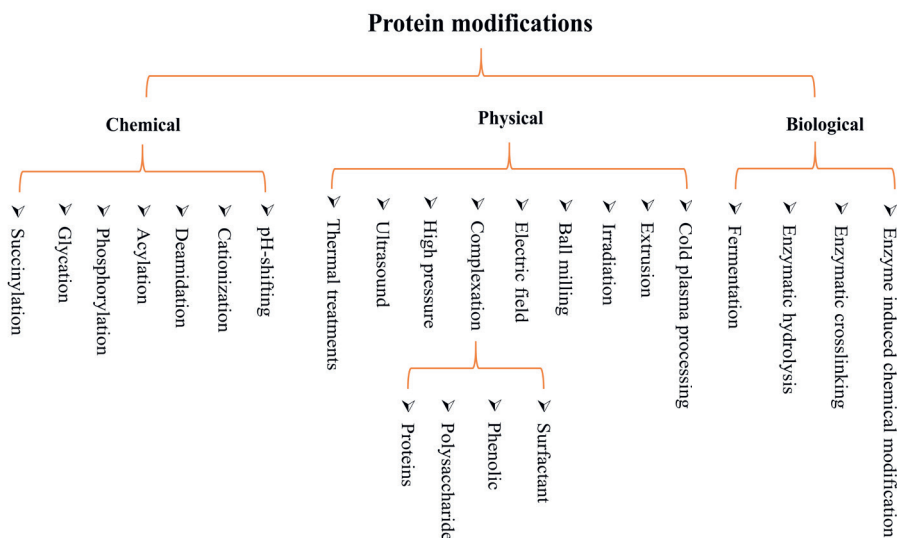 Protein modifications
Chemical
Physical
Biological
Succinylation
Glycation
Phosphorylation
Acylation
Deamidation
Cationization
pH-shifting
Thermal treatments
Ultrasound
High pressure
Complexation
Electric field
Ball milling
Irradiation
Extrusion
Cold plasma processing
Fermentation
Enzymatic hydrolysis
Enzymatic crosslinking
Enzyme induced chemical modification
Proteins
Polysaccharide
Phenolic
Surfactant